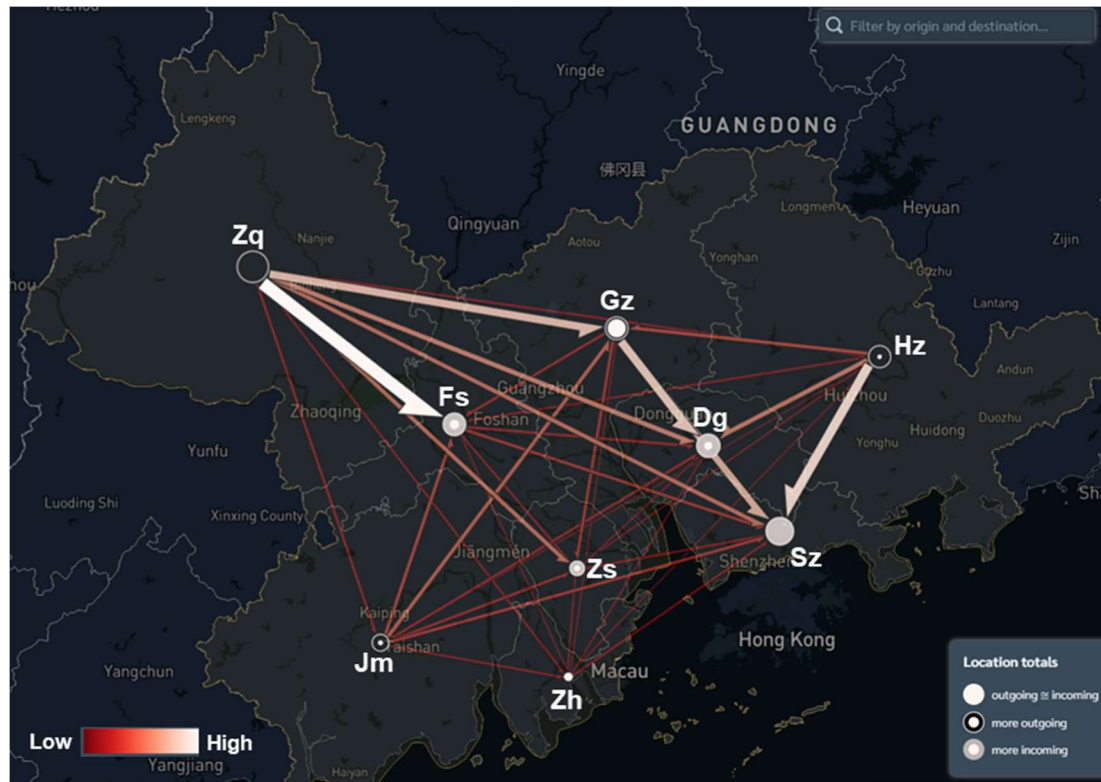 Filter by origin and destination...
Yingde
Lengkeng
GUANGDONG
佛冈县
Longmen
Heyuan
Qingyuan
Nanjie
Aotou
Yonghan
Zijin
Zq
Guzhu
Lantang
Gz
Hz
Andun
Guangzhou
Huizhou
Zhaoqing
Fs
Foshan
Dg
Duozhu
Huidong
Yonghu
Yunfu
Luoding Shi
Xinxing County
Jiangmen
Zs
Sz
Shenzhen
Kaiping
Taishan
Hong Kong
Jm
Yangchun
Macau
Zh
Location totals
outgoing ≅ incoming
more outgoing
more incoming
Low
High
Yangjiang
Haiyan